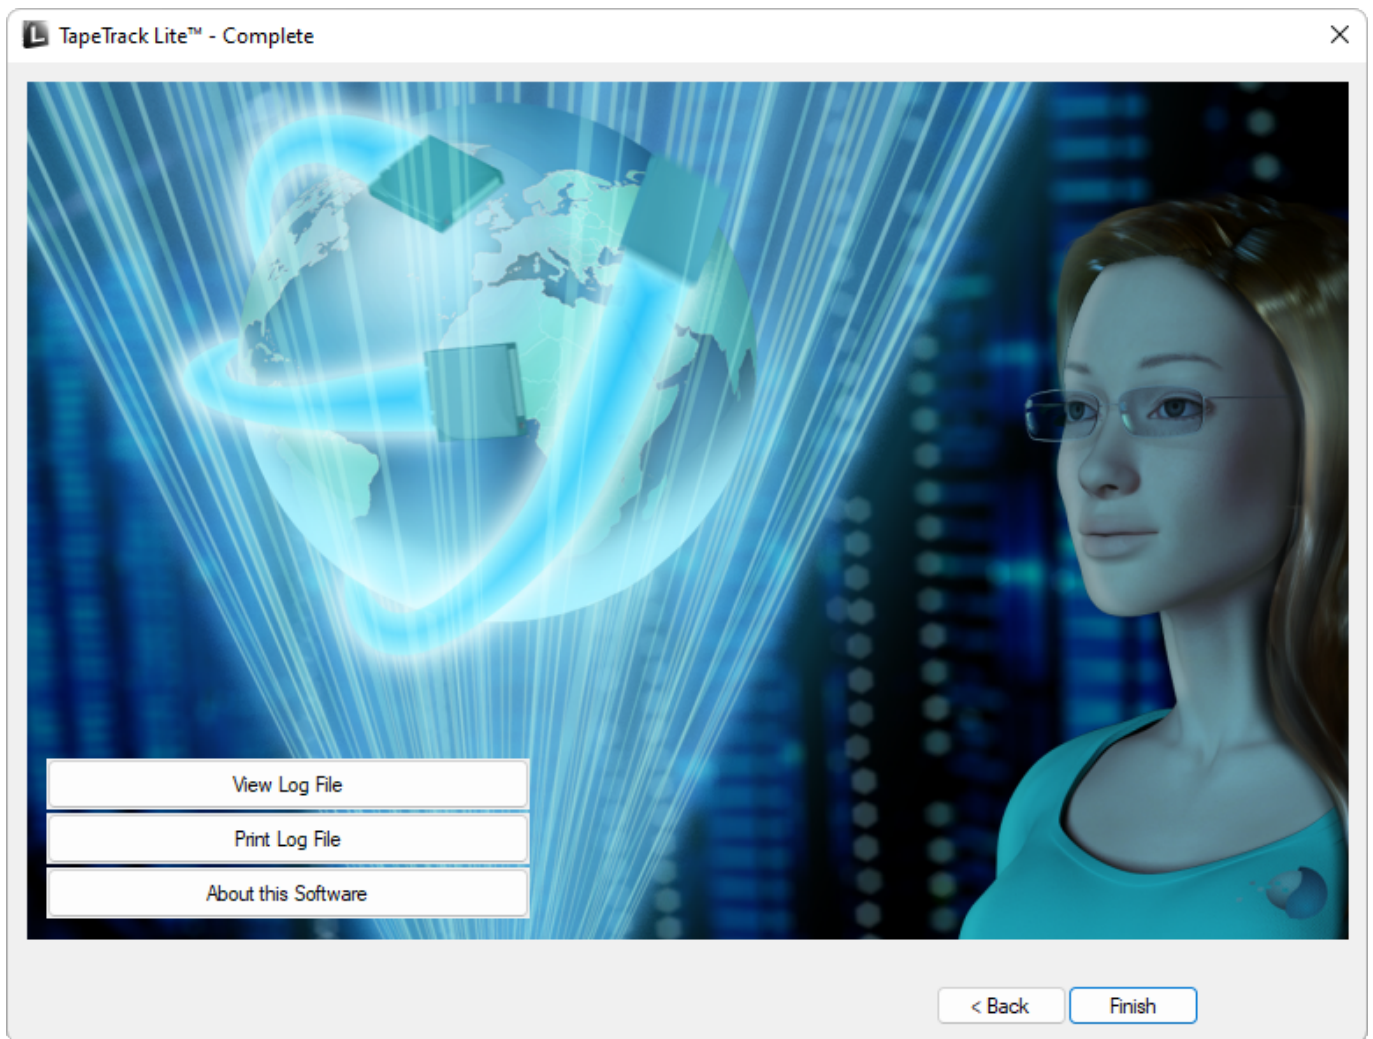 TapeTrack Lite™ - Complete
View Log File
Print Log File
About this Software
< Back
Finish